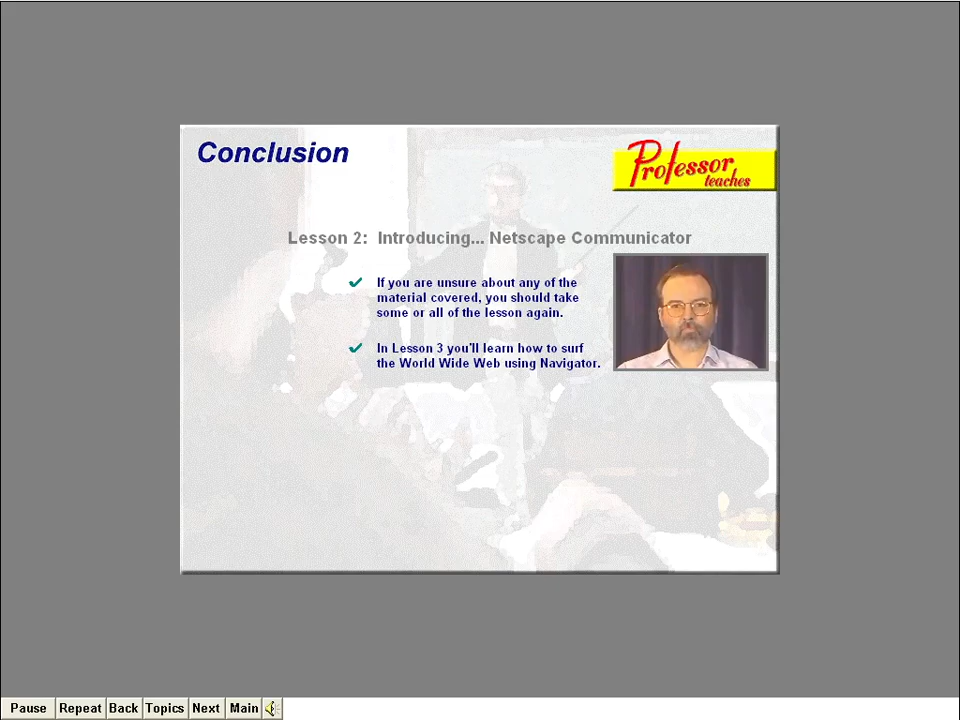 Conclusion
Professor
teaches
Lesson 2: Introducing... Netscape Communicator
If you are unsure about any of the
material covered, you should take
some or all of the lesson again.
In Lesson 3 you'll learn how to surf
the World Wide Web using Navigator.
Pause Repeat Back Topics Next Main